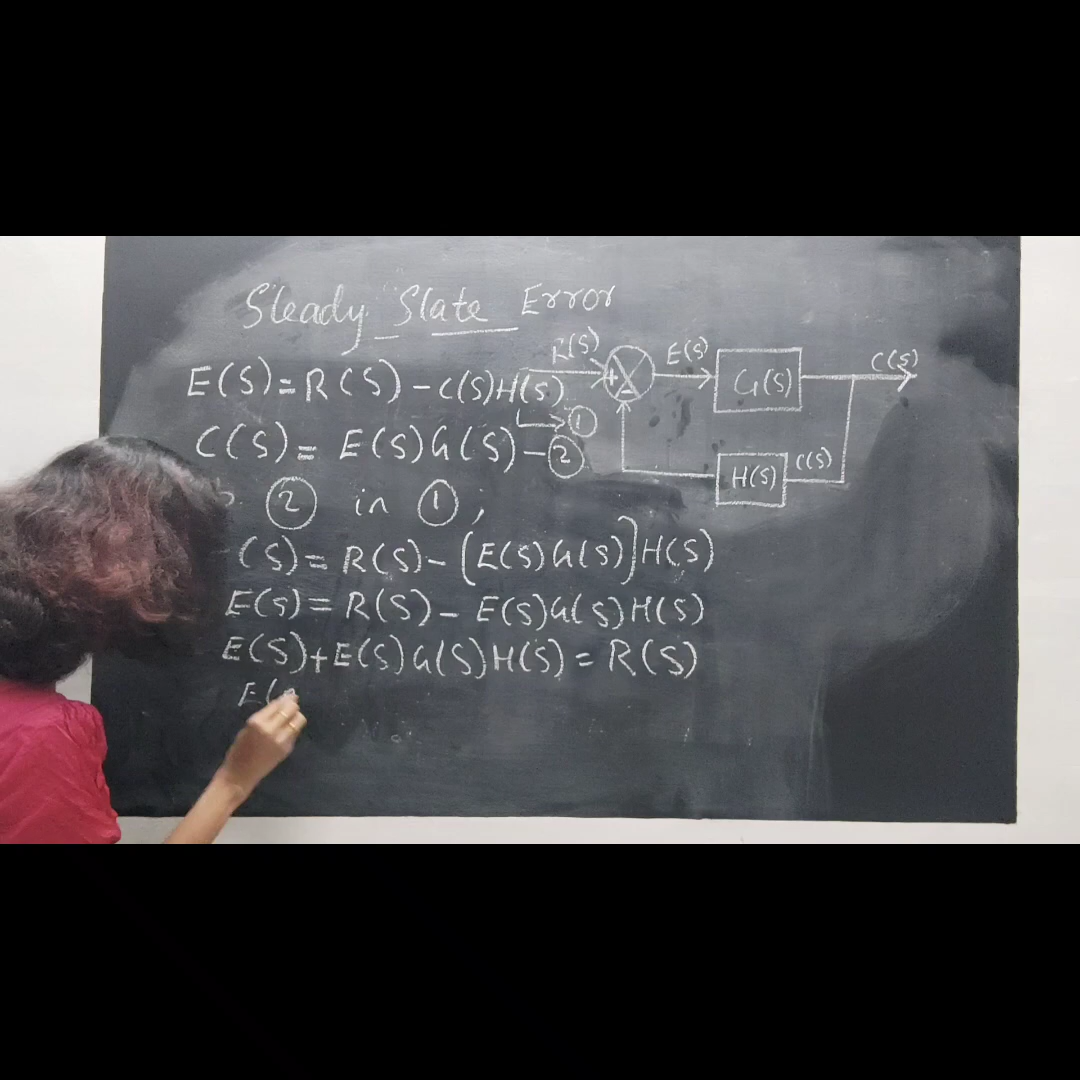 Steady State Error
E(S) = R(S) - C(S)H(S)
→ ①
C(S) = E(S)G(S) - ②
② in ① ;
(S) = R(S) - [E(S)G(S)]H(S)
E(S) = R(S) - E(S)G(S)H(S)
E(S) + E(S)G(S)H(S) = R(S)
E(
R(S)
+
-
E(S)
G(S)
C(S)
H(S)
C(S)